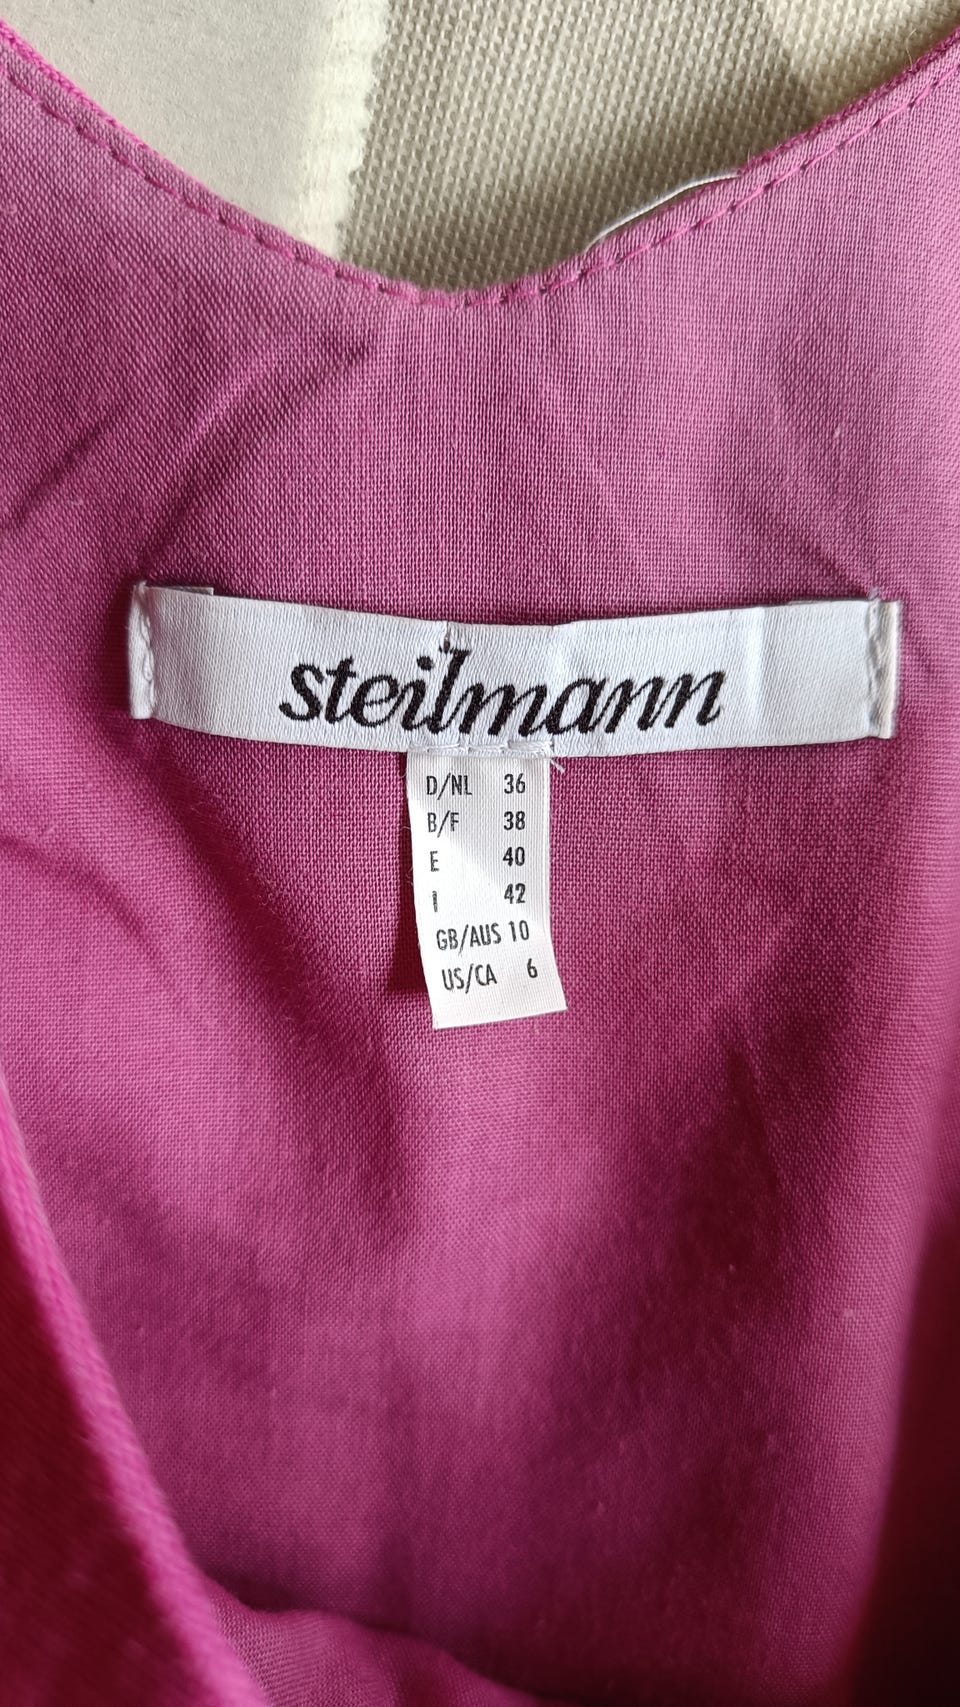 steilmann
D/NL 36
B/F 38
E 40
I 42
GB/AUS 10
US/CA 6